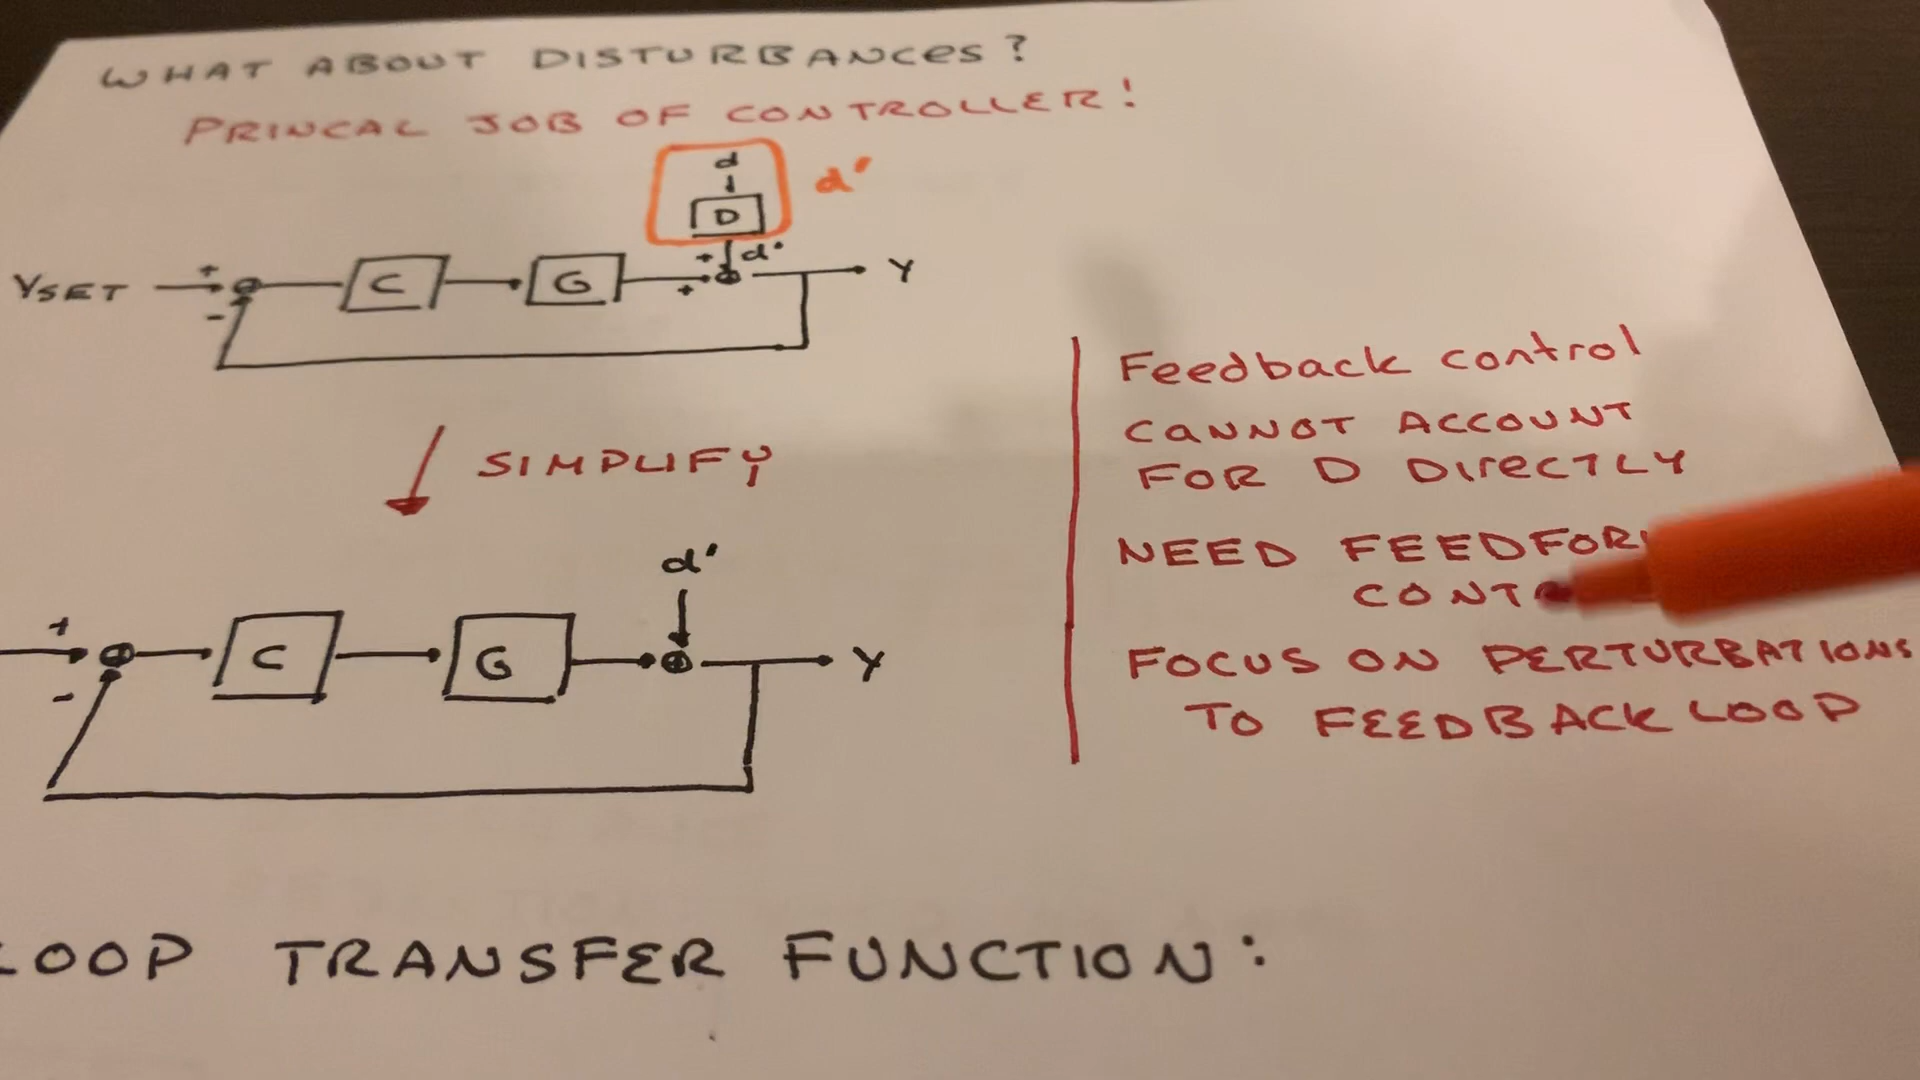 WHAT ABOUT DISTURBANCES?
PRINCAL JOB OF CONTROLLER!
d
d'
D
+ d'
YSET + - C G + Y
SIMPLIFY
d'
+ - C G Y
Feedback control
CANNOT ACCOUNT
FOR D DIRECTLY
NEED
FOCUS ON PERTURBATIONS
TO FEEDBACK LOOP
LOOP TRANSFER FUNCTION: